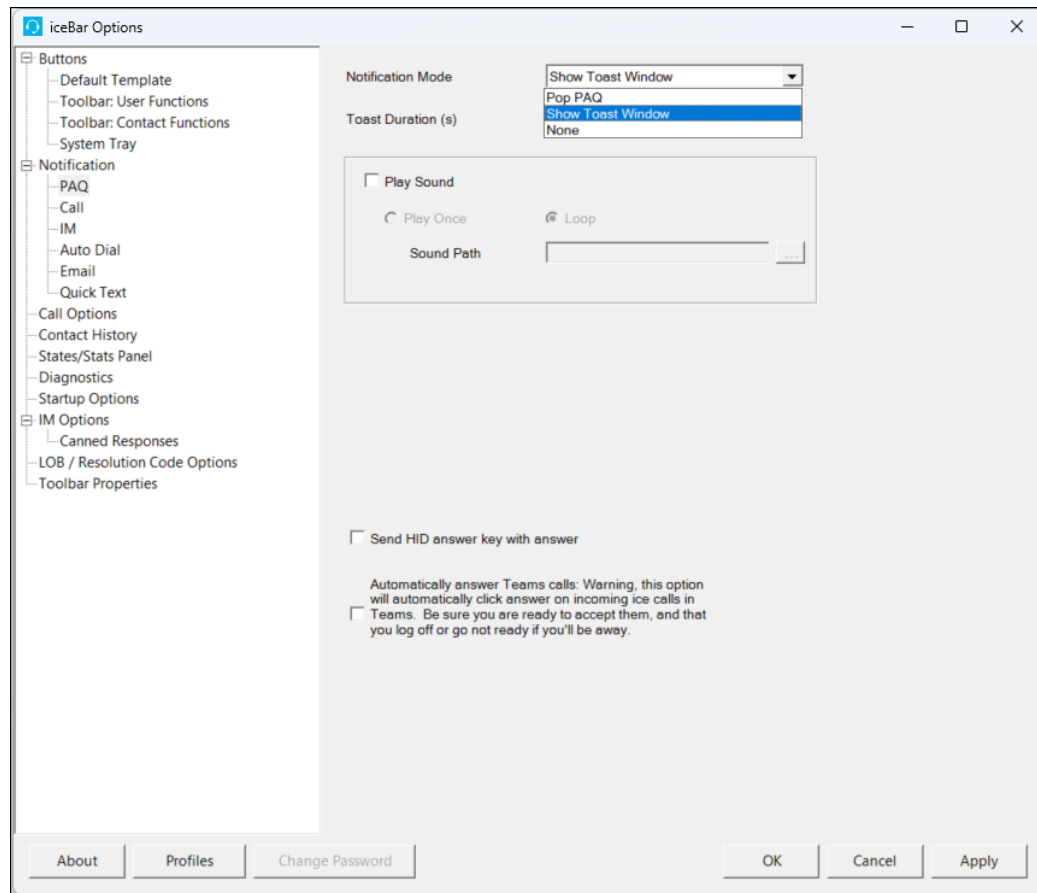 iceBar Options
Buttons
Default Template
Toolbar: User Functions
Toolbar: Contact Functions
System Tray
Notification
PAQ
Call
IM
Auto Dial
Email
Quick Text
Call Options
Contact History
States/Stats Panel
Diagnostics
Startup Options
IM Options
Canned Responses
LOB / Resolution Code Options
Toolbar Properties
Notification Mode
Show Toast Window
Pop PAQ
Show Toast Window
None
Toast Duration (s)
Play Sound
Play Once
Loop
Sound Path
...
Send HID answer key with answer
Automatically answer Teams calls: Warning, this option
will automatically click answer on incoming ice calls in
Teams. Be sure you are ready to accept them, and that
you log off or go not ready if you'll be away.
About
Profiles
Change Password
OK
Cancel
Apply